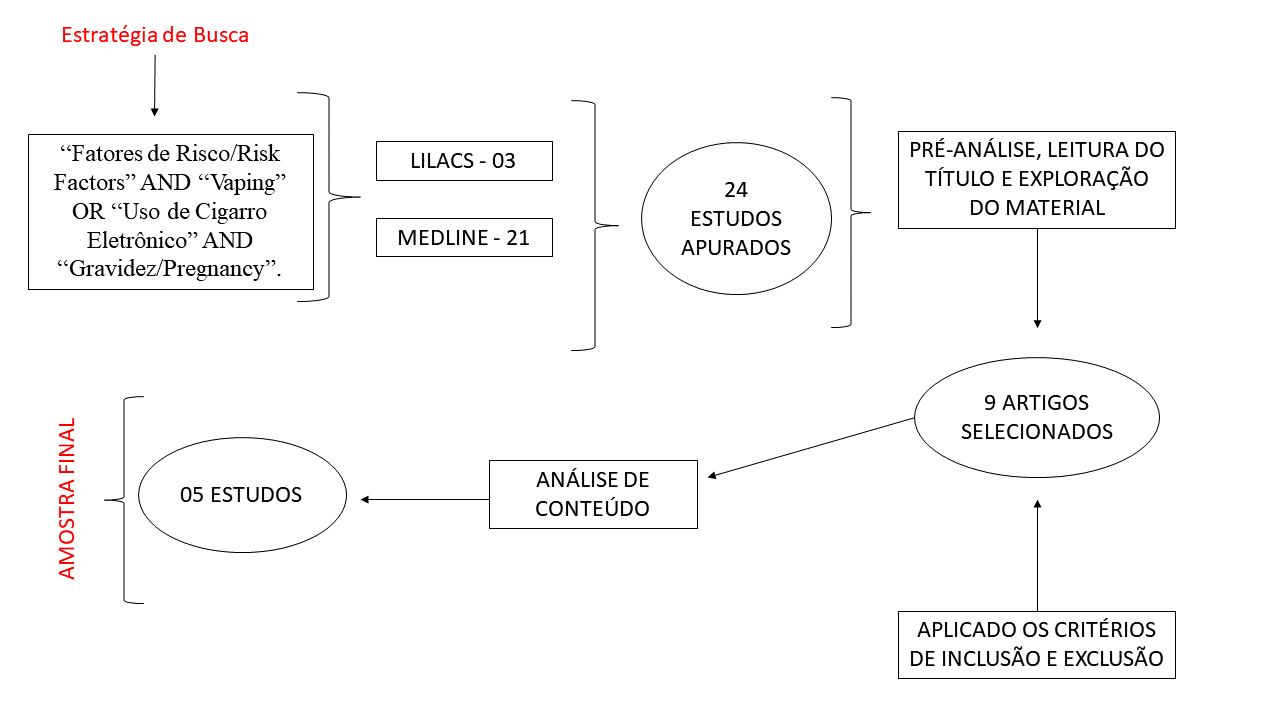 Estratégia de Busca
“Fatores de Risco/Risk
Factors” AND “Vaping”
OR “Uso de Cigarro
Eletrônico” AND
“Gravidez/Pregnancy”.
LILACS - 03
MEDLINE - 21
24
ESTUDOS
APURADOS
PRÉ-ANÁLISE, LEITURA DO
TÍTULO E EXPLORAÇÃO
DO MATERIAL
9 ARTIGOS
SELECIONADOS
APLICADO OS CRITÉRIOS
DE INCLUSÃO E EXCLUSÃO
ANÁLISE DE
CONTEÚDO
05 ESTUDOS
AMOSTRA FINAL